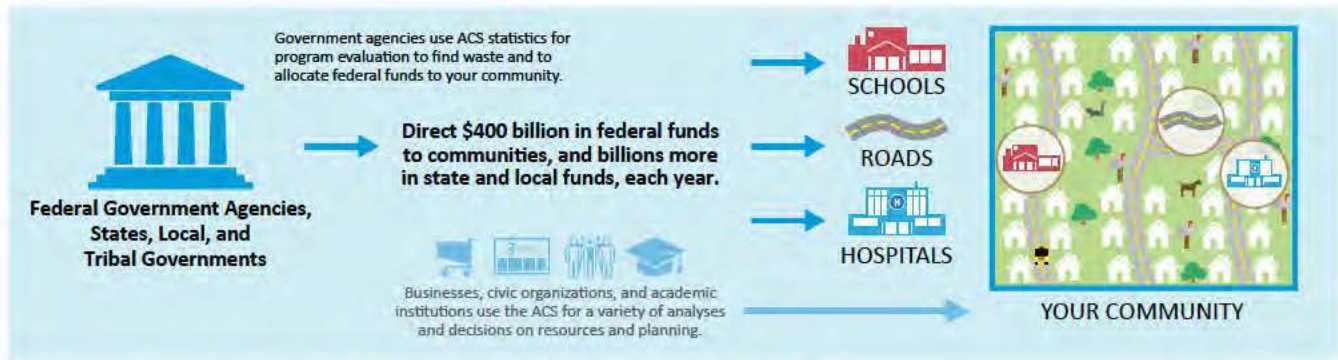 Government agencies use ACS statistics for
program evaluation to find waste and to
allocate federal funds to your community.
Federal Government Agencies,
States, Local, and
Tribal Governments
Direct $400 billion in federal funds
to communities, and billions more
in state and local funds, each year.
Businesses, civic organizations, and academic
institutions use the ACS for a variety of analyses
and decisions on resources and planning.
SCHOOLS
ROADS
H
HOSPITALS
YOUR COMMUNITY